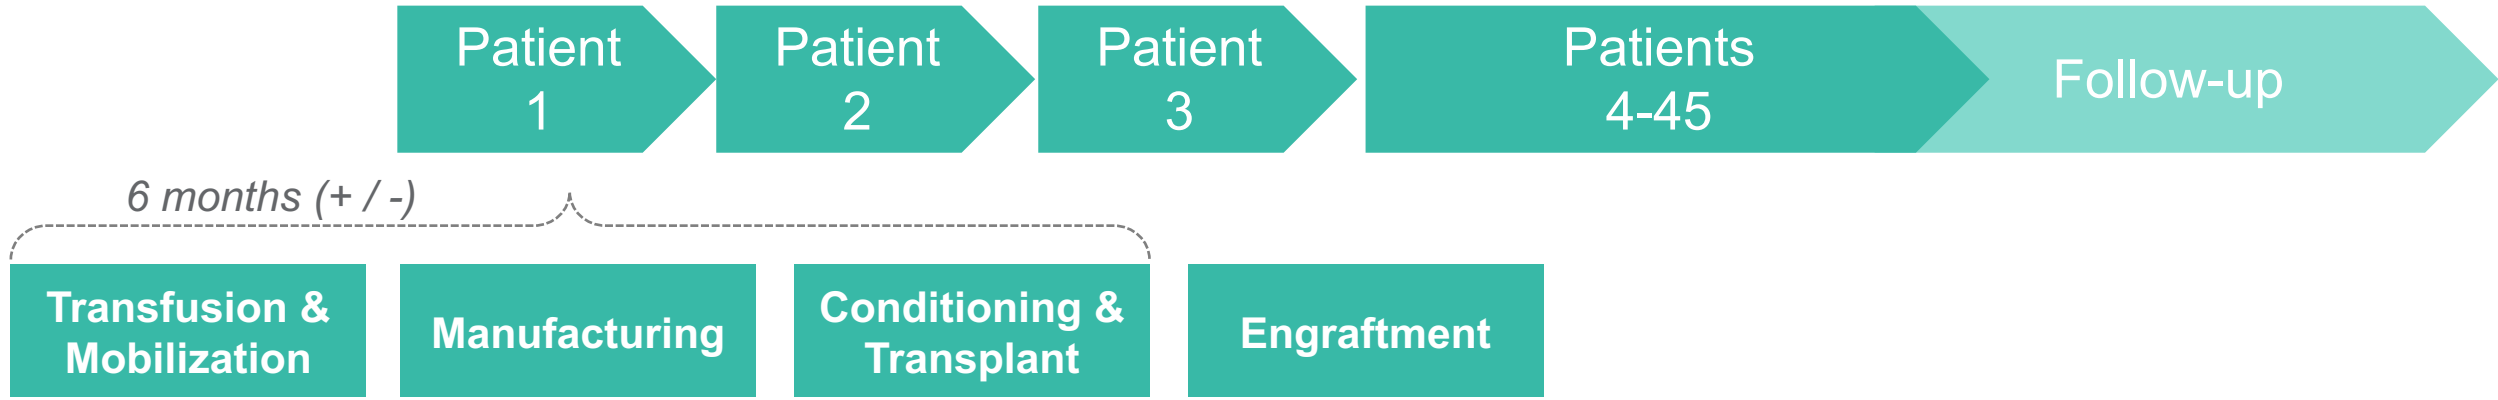 Patient
1
Patient
2
Patient
3
Patients
4-45
Follow-up
6 months (+ / -)
Transfusion &
Mobilization
Manufacturing
Conditioning &
Transplant
Engraftment